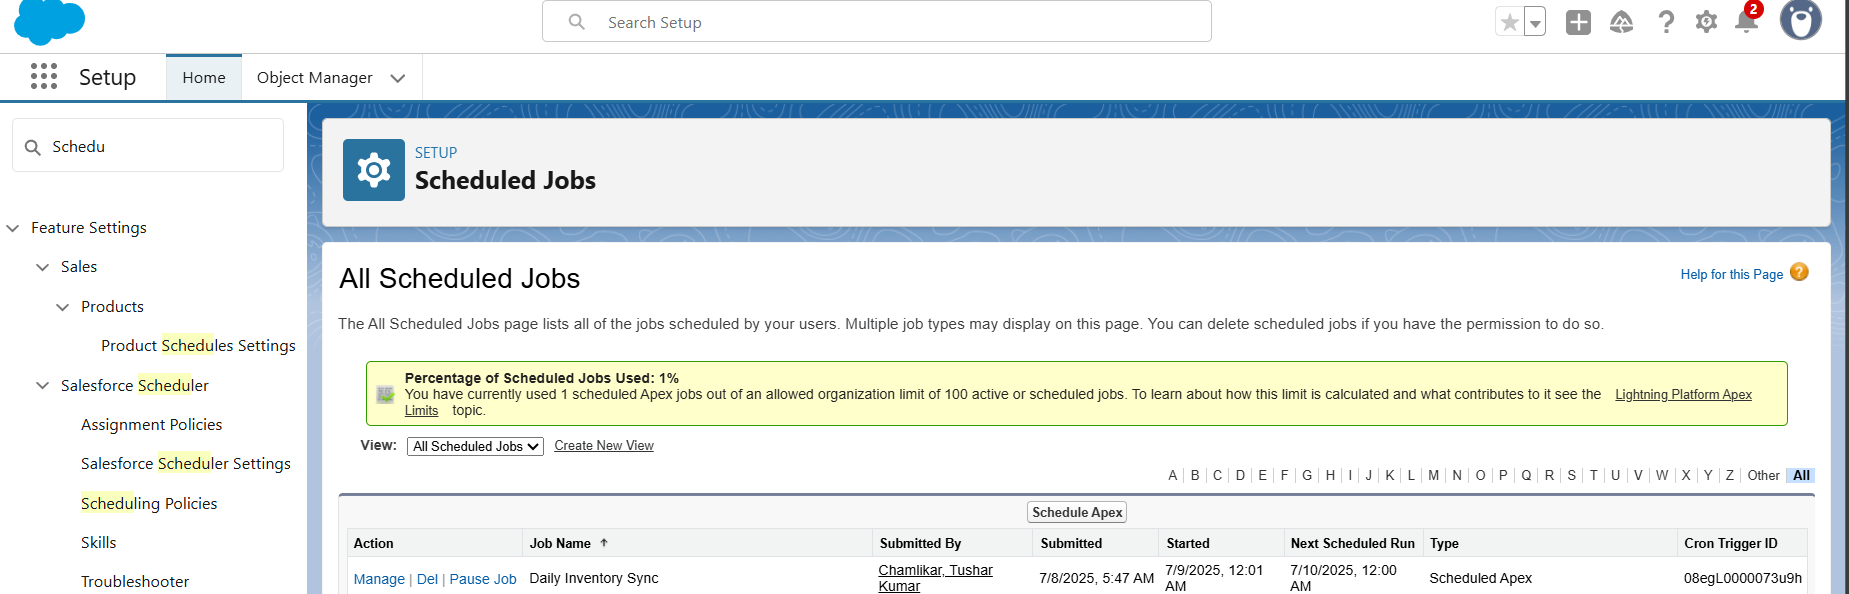 Search Setup
2
Setup
Home
Object Manager
Schedu
Feature Settings
Sales
Products
Product Schedules Settings
Salesforce Scheduler
Assignment Policies
Salesforce Scheduler Settings
Scheduling Policies
Skills
Troubleshooter
SETUP
Scheduled Jobs
All Scheduled Jobs
Help for this Page ?
The All Scheduled Jobs page lists all of the jobs scheduled by your users. Multiple job types may display on this page. You can delete scheduled jobs if you have the permission to do so.
Percentage of Scheduled Jobs Used: 1%
You have currently used 1 scheduled Apex jobs out of an allowed organization limit of 100 active or scheduled jobs. To learn about how this limit is calculated and what contributes to it see the Lightning Platform Apex
Limits topic.
View: All Scheduled Jobs Create New View
A | B | C | D | E | F | G | H | I | J | K | L | M | N | O | P | Q | R | S | T | U | V | W | X | Y | Z | Other | All
Schedule Apex
Action Job Name ↑ Submitted By Submitted Started Next Scheduled Run Type Cron Trigger ID
Manage | Del | Pause Job Daily Inventory Sync Chamlikar, Tushar Kumar 7/8/2025, 5:47 AM 7/9/2025, 12:01 AM 7/10/2025, 12:00 AM Scheduled Apex 08egL0000073u9h